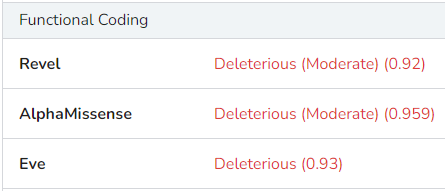 Functional Coding
Revel Deleterious (Moderate) (0.92)
AlphaMissense Deleterious (Moderate) (0.959)
Eve Deleterious (0.93)